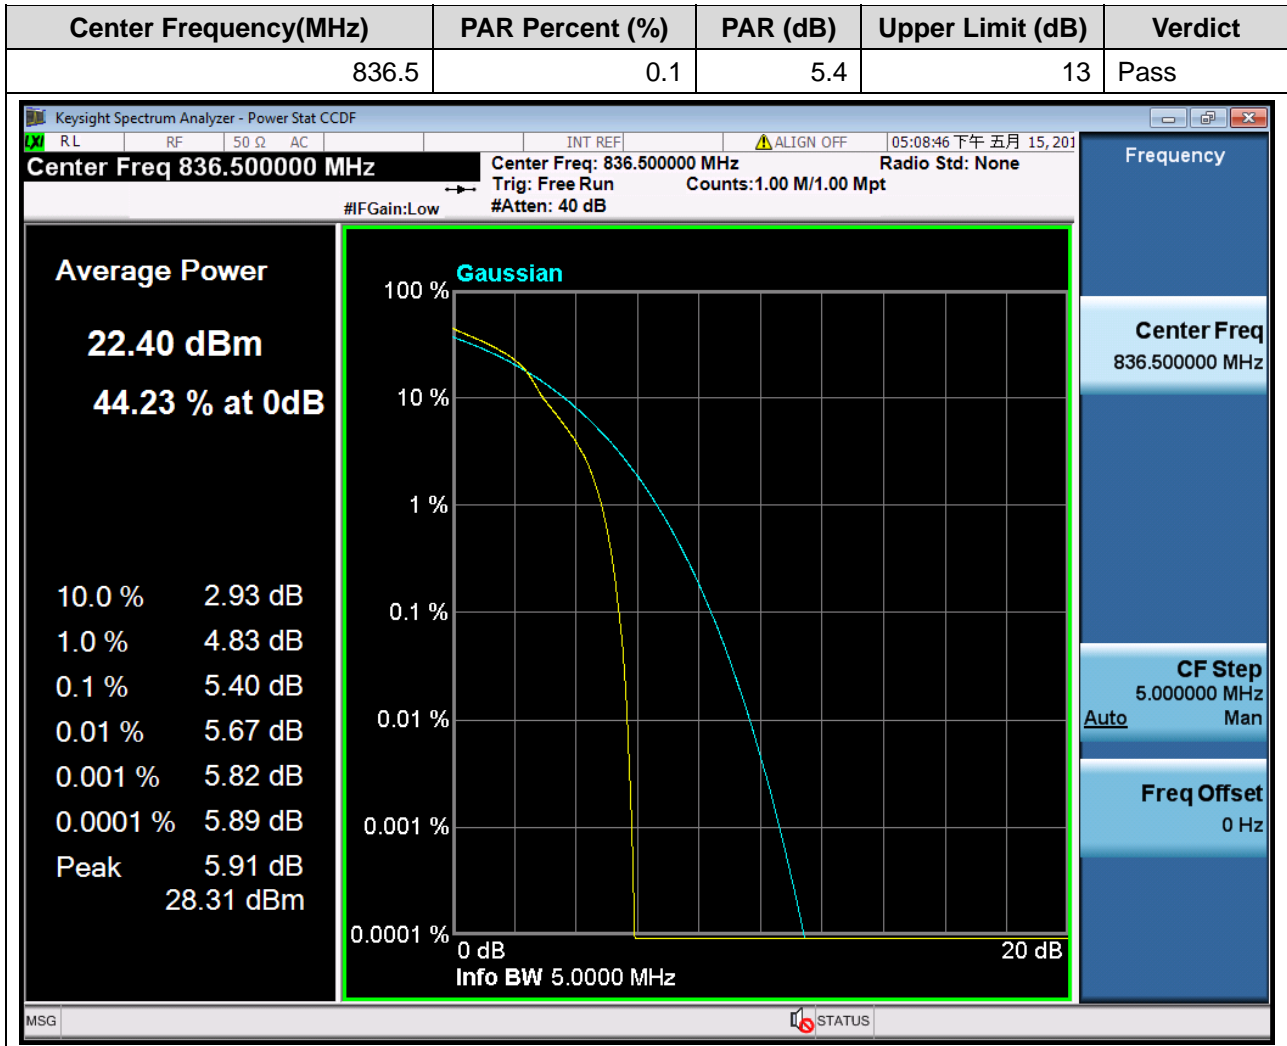 Center Frequency(MHz) PAR Percent (%) PAR (dB) Upper Limit (dB) Verdict
836.5 0.1 5.4 13 Pass
Keysight Spectrum Analyzer - Power Stat CCDF
LXI RL RF 50 Ω AC INT REF ALIGN OFF 05:08:46 下午 五月 15, 201
Center Freq 836.500000 MHz
Center Freq: 836.500000 MHz Radio Std: None
Trig: Free Run Counts:1.00 M/1.00 Mpt
#IFGain:Low #Atten: 40 dB
Average Power
22.40 dBm
44.23 % at 0dB
10.0 % 2.93 dB
1.0 % 4.83 dB
0.1 % 5.40 dB
0.01 % 5.67 dB
0.001 % 5.82 dB
0.0001 % 5.89 dB
Peak 5.91 dB
28.31 dBm
Gaussian
100 %
10 %
1 %
0.1 %
0.01 %
0.001 %
0.0001 %
0 dB 20 dB
Info BW 5.0000 MHz
Frequency
Center Freq
836.500000 MHz
CF Step
5.000000 MHz
Auto Man
Freq Offset
0 Hz
MSG STATUS